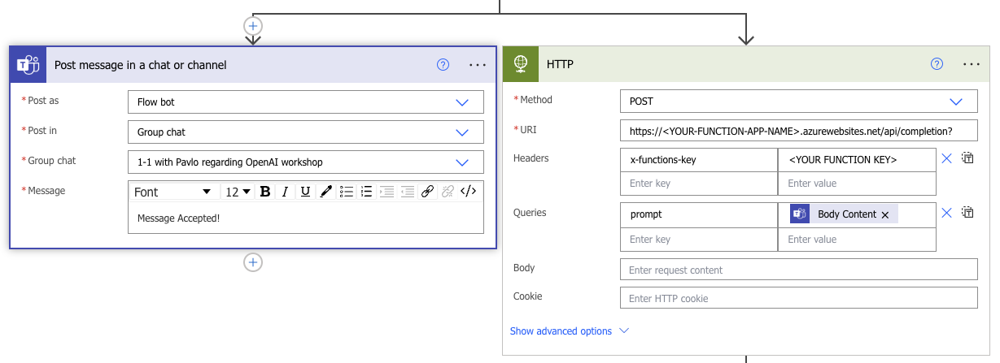 Post message in a chat or channel
* Post as
Flow bot
* Post in
Group chat
* Group chat
1-1 with Pavlo regarding OpenAI workshop
* Message
Font 12 B I U </>
Message Accepted!
HTTP
* Method
POST
* URI
https://<YOUR-FUNCTION-APP-NAME>.azurewebsites.net/api/completion?
Headers
x-functions-key <YOUR FUNCTION KEY>
Enter key Enter value
Queries
prompt Body Content ×
Enter key Enter value
Body
Enter request content
Cookie
Enter HTTP cookie
Show advanced options